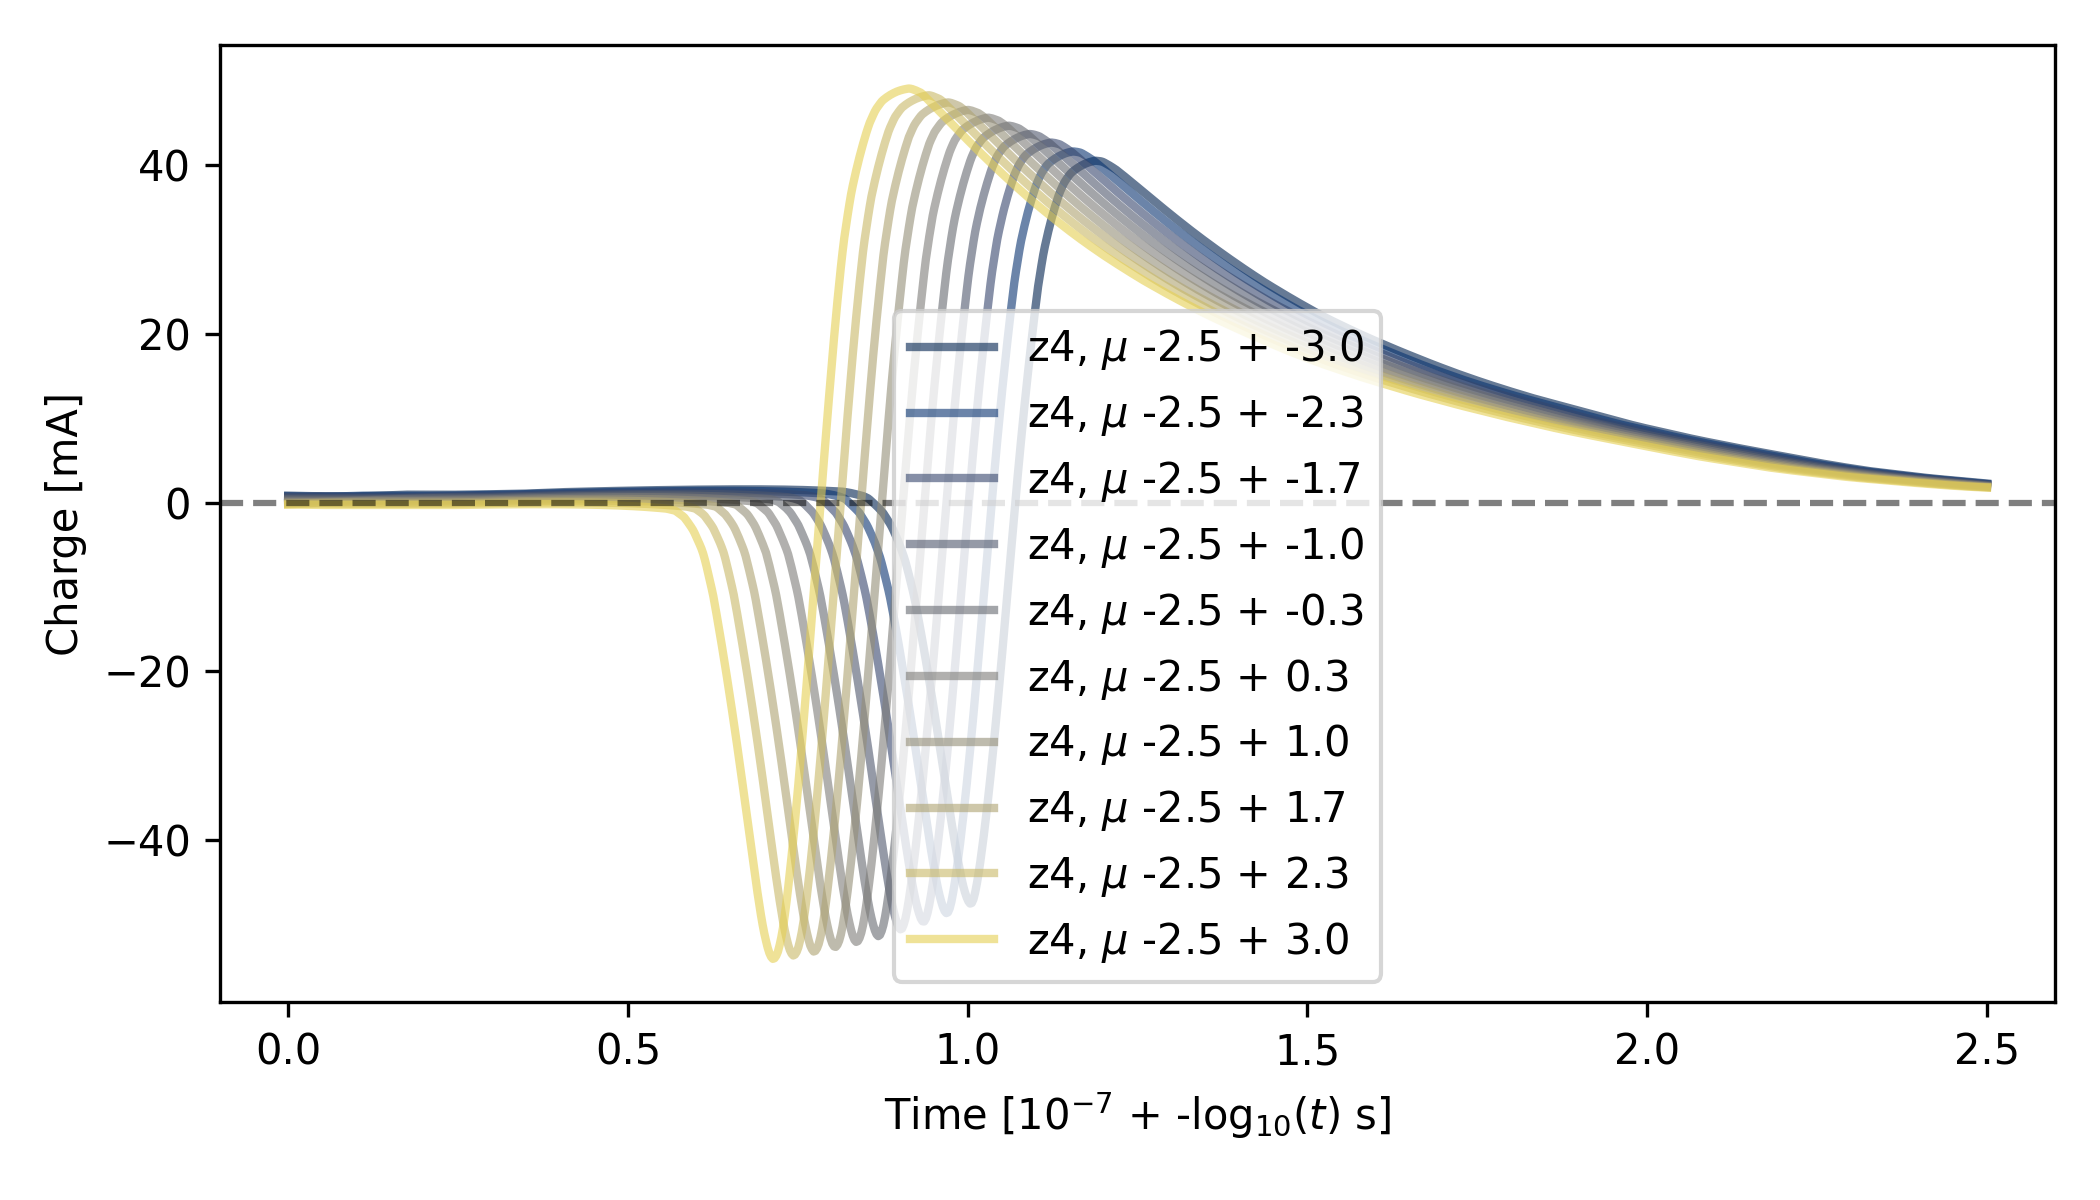 40
20
0
−20
−40
Charge [mA]
z4, μ -2.5 + -3.0
z4, μ -2.5 + -2.3
z4, μ -2.5 + -1.7
z4, μ -2.5 + -1.0
z4, μ -2.5 + -0.3
z4, μ -2.5 + 0.3
z4, μ -2.5 + 1.0
z4, μ -2.5 + 1.7
z4, μ -2.5 + 2.3
z4, μ -2.5 + 3.0
0.0 0.5 1.0 1.5 2.0 2.5
Time [10⁻⁷ + -log₁₀(t) s]